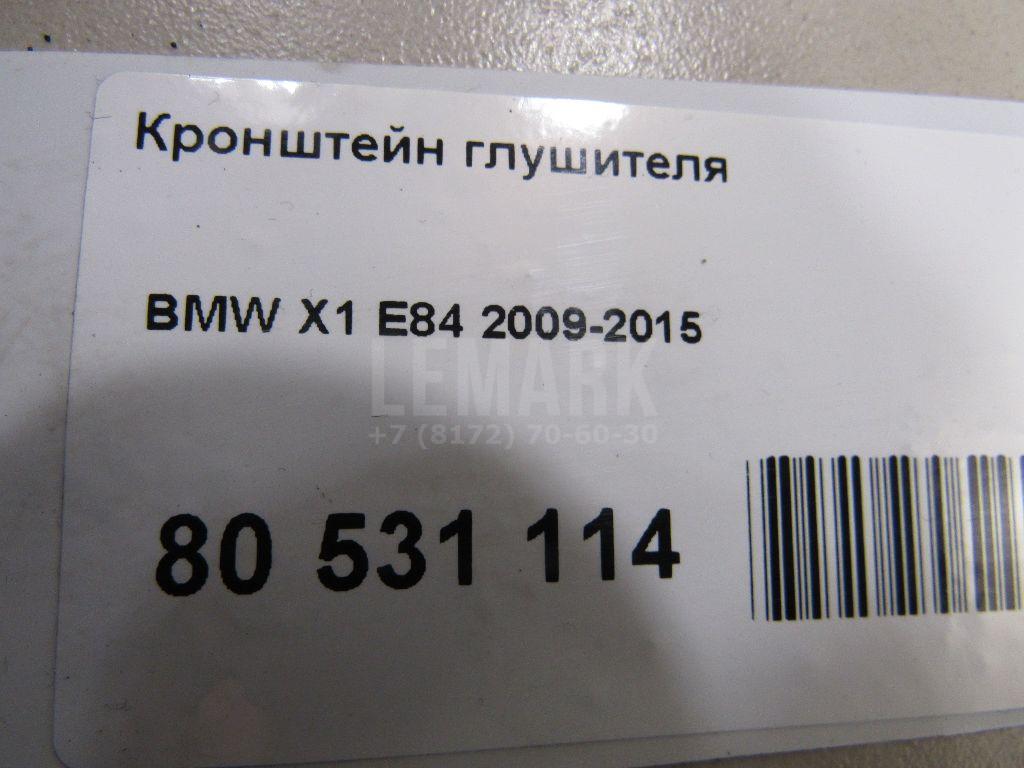 Кронштейн глушителя
BMW X1 E84 2009-2015
LEMARK
+7 (8172) 70-60-30
80 531 114